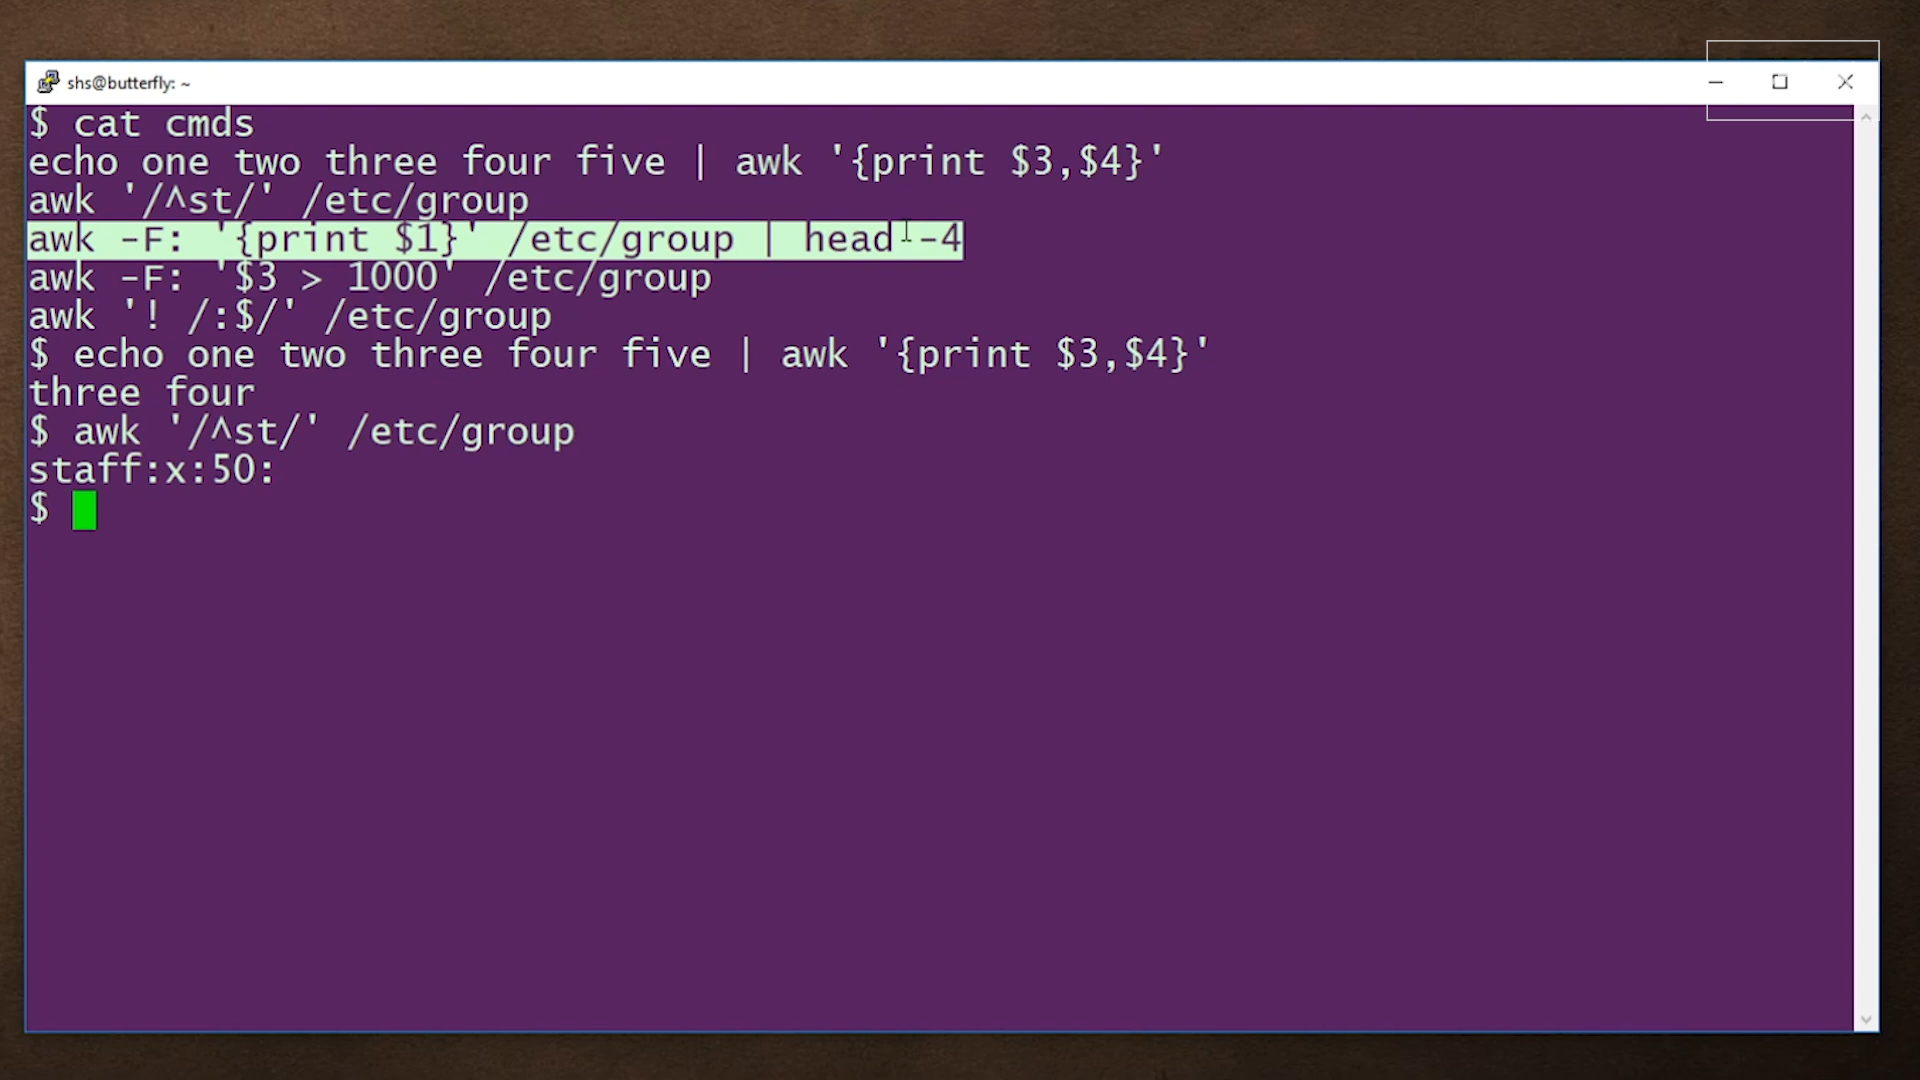 shs@butterfly: ~
$ cat cmds
echo one two three four five | awk '{print $3,$4}'
awk '/^st/' /etc/group
awk -F: '{print $1}' /etc/group | head -4
awk -F: '$3 > 1000' /etc/group
awk '! /:$/' /etc/group
$ echo one two three four five | awk '{print $3,$4}'
three four
$ awk '/^st/' /etc/group
staff:x:50:
$